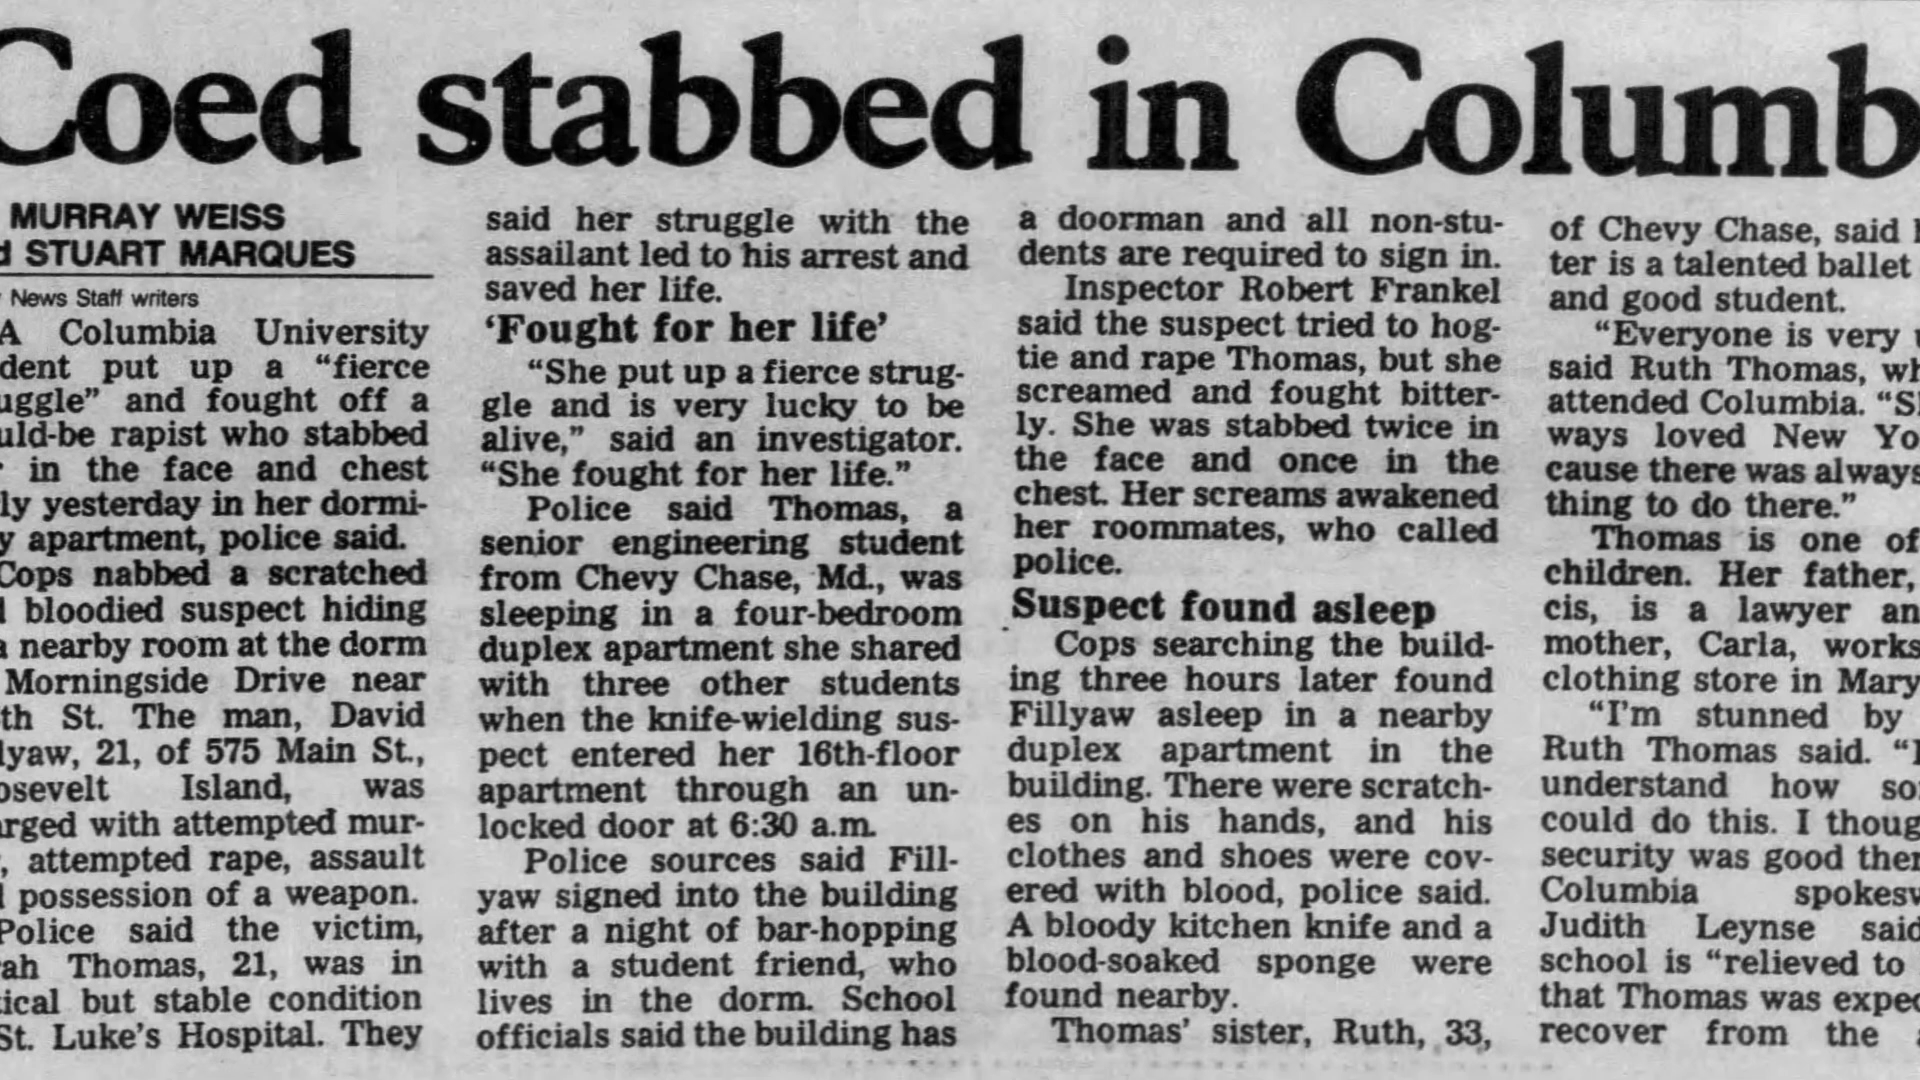 Coed stabbed in Columb
MURRAY WEISS
d STUART MARQUES
News Staff writers
A Columbia University
dent put up a “fierce
uggle” and fought off a
uld-be rapist who stabbed
in the face and chest
ly yesterday in her dormi-
y apartment, police said.
Cops nabbed a scratched
d bloodied suspect hiding
a nearby room at the dorm
Morningside Drive near
th St. The man, David
lyaw, 21, of 575 Main St.,
osevelt Island, was
arged with attempted mur-
, attempted rape, assault
d possession of a weapon.
Police said the victim,
rah Thomas, 21, was in
tical but stable condition
St. Luke’s Hospital. They
said her struggle with the
assailant led to his arrest and
saved her life.
‘Fought for her life’
“She put up a fierce strug-
gle and is very lucky to be
alive,” said an investigator.
“She fought for her life.”
Police said Thomas, a
senior engineering student
from Chevy Chase, Md., was
sleeping in a four-bedroom
duplex apartment she shared
with three other students
when the knife-wielding sus-
pect entered her 16th-floor
apartment through an un-
locked door at 6:30 a.m.
Police sources said Fill-
yaw signed into the building
after a night of bar-hopping
with a student friend, who
lives in the dorm. School
officials said the building has
a doorman and all non-stu-
dents are required to sign in.
Inspector Robert Frankel
said the suspect tried to hog-
tie and rape Thomas, but she
screamed and fought bitter-
ly. She was stabbed twice in
the face and once in the
chest. Her screams awakened
her roommates, who called
police.
Suspect found asleep
Cops searching the build-
ing three hours later found
Fillyaw asleep in a nearby
duplex apartment in the
building. There were scratch-
es on his hands, and his
clothes and shoes were cov-
ered with blood, police said.
A bloody kitchen knife and a
blood-soaked sponge were
found nearby.
Thomas’ sister, Ruth, 33,
of Chevy Chase, said h
ter is a talented ballet
and good student.
“Everyone is very u
said Ruth Thomas, wh
attended Columbia. “Sh
ways loved New Yo
cause there was always
thing to do there.”
Thomas is one of
children. Her father,
cis, is a lawyer an
mother, Carla, works
clothing store in Mary
“I’m stunned by
Ruth Thomas said. “I
understand how so
could do this. I thoug
security was good ther
Columbia spokesw
Judith Leynse said
school is “relieved to
that Thomas was expec
recover from the a